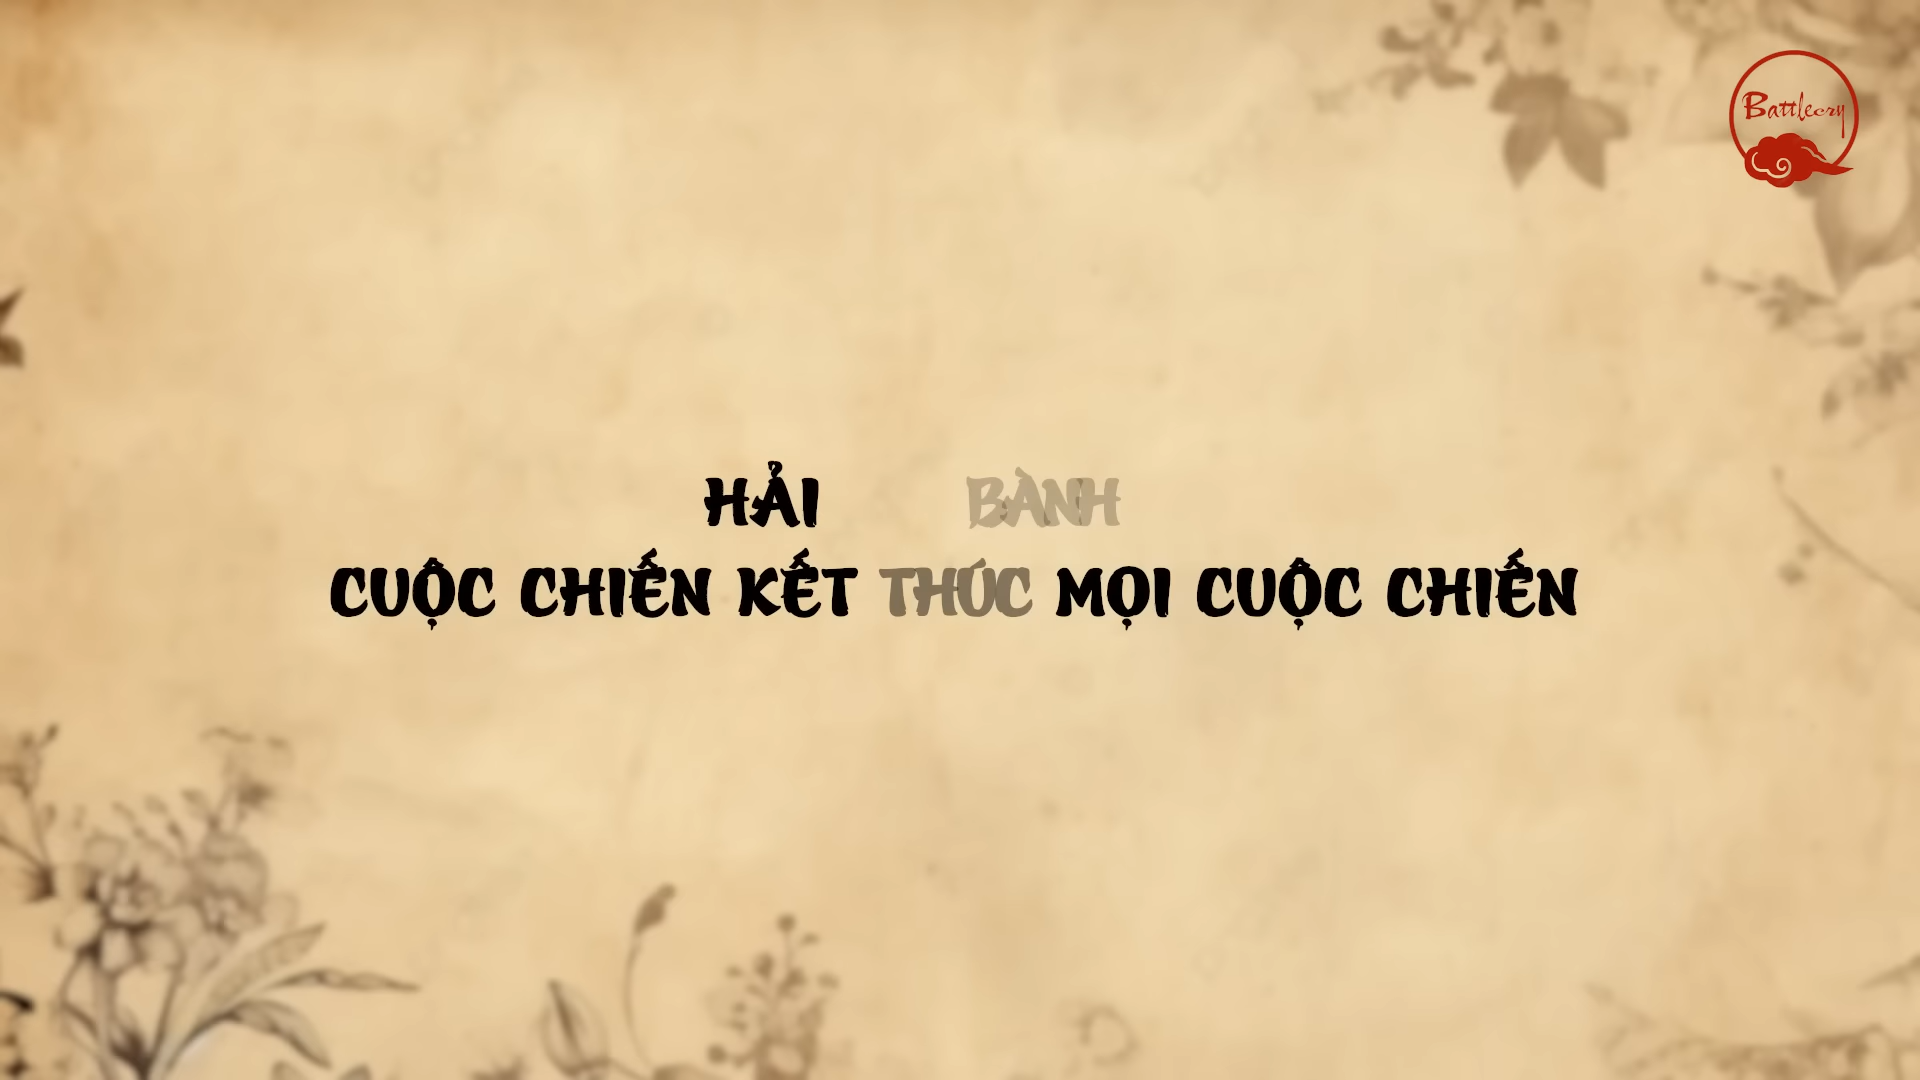 Battlecry
HẢI BÀNH
CUỘC CHIẾN KẾT THÚC MỌI CUỘC CHIẾN